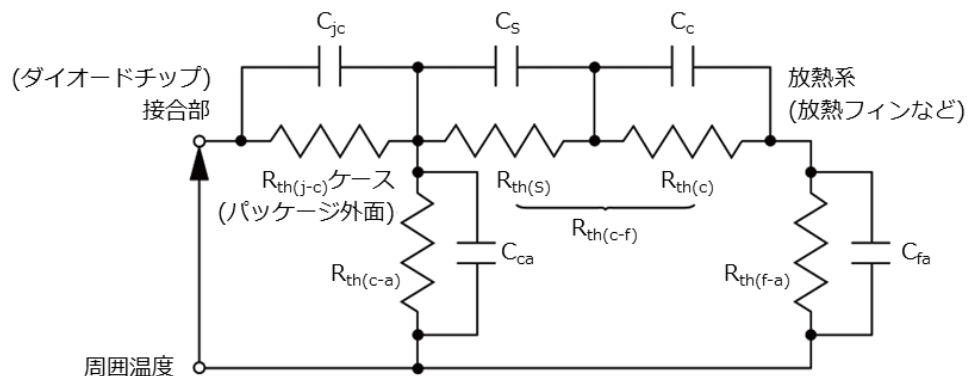 C_jc
C_S
C_c
(ダイオードチップ)
接合部
放熱系
(放熱フィンなど)
R_th(j-c)ケース
(パッケージ外面)
R_th(S)
R_th(c)
R_th(c-f)
R_th(c-a)
C_ca
R_th(f-a)
C_fa
周囲温度